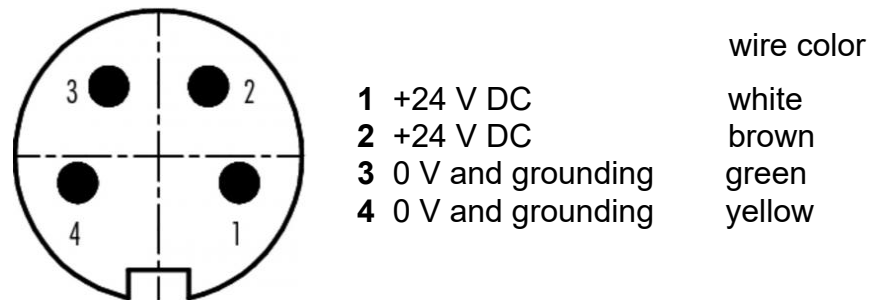 wire color
3 2
1 +24 V DC white
2 +24 V DC brown
3 0 V and grounding green
4 0 V and grounding yellow
4 1